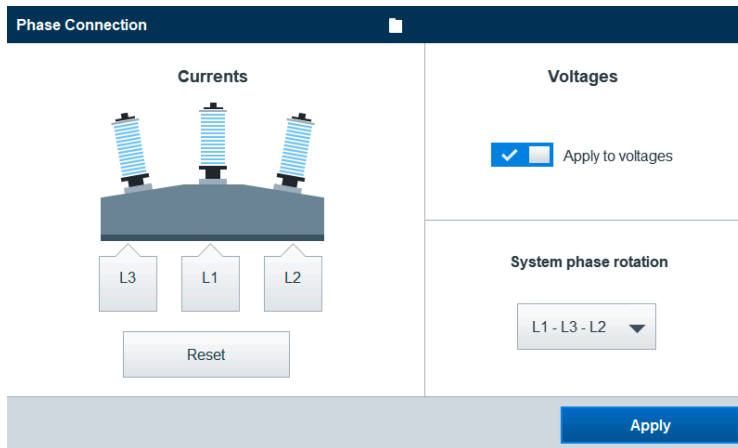 Phase Connection
Currents
L3
L1
L2
Reset
Voltages
Apply to voltages
System phase rotation
L1 - L3 - L2
Apply